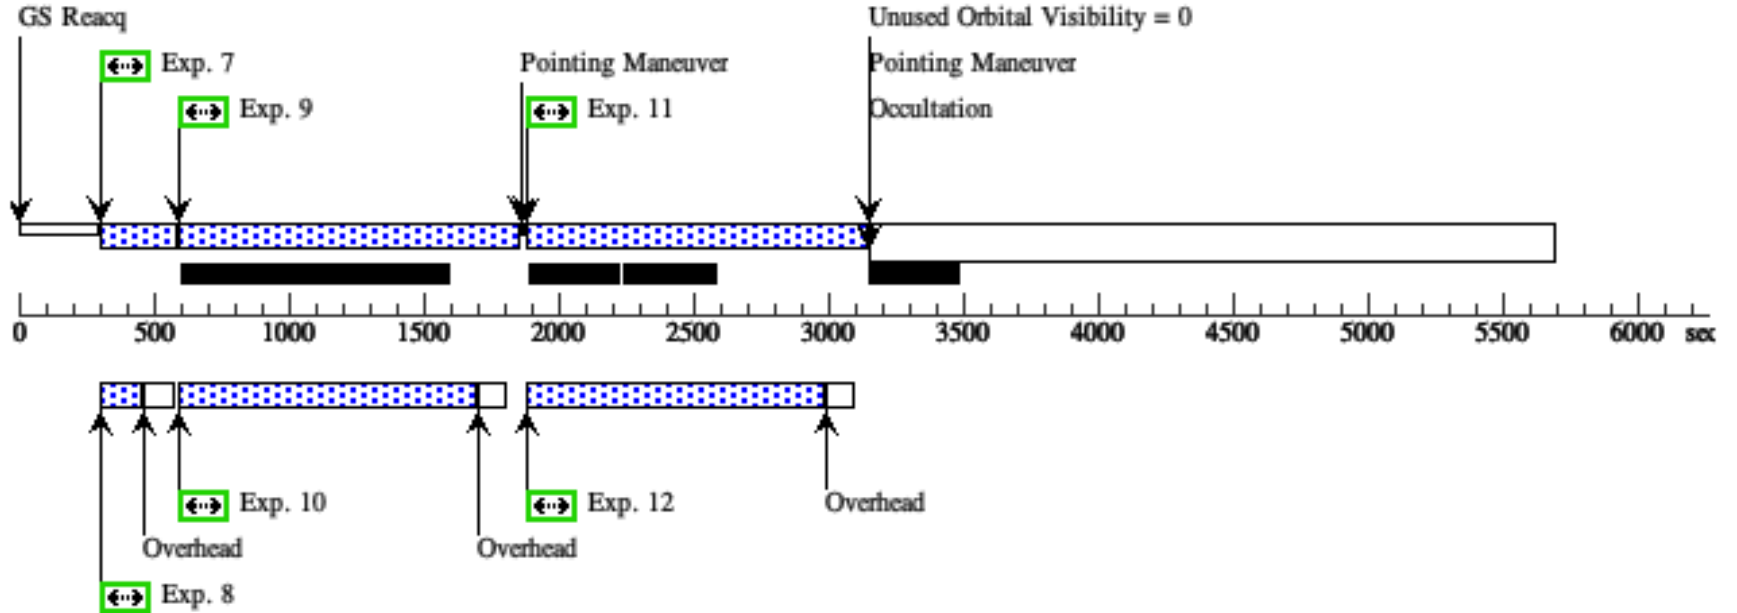 GS Reacq
Unused Orbital Visibility = 0
Exp. 7
Pointing Maneuver
Pointing Maneuver
Exp. 9
Exp. 11
Occultation
0 500 1000 1500 2000 2500 3000 3500 4000 4500 5000 5500 6000 sec
Exp. 10
Exp. 12
Overhead
Overhead
Overhead
Exp. 8